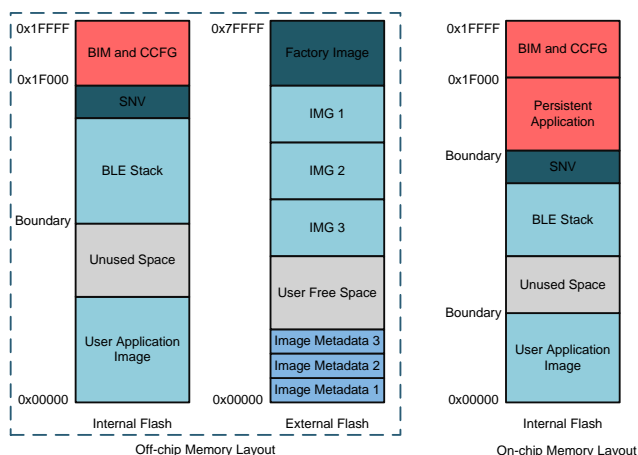 0x1FFFF
BIM and CCFG
0x1F000
SNV
BLE Stack
Boundary
Unused Space
User Application
Image
0x00000
Internal Flash
0x7FFFF
Factory Image
IMG 1
IMG 2
IMG 3
User Free Space
Image Metadata 3
Image Metadata 2
Image Metadata 1
0x00000
External Flash
Off-chip Memory Layout
0x1FFFF
BIM and CCFG
0x1F000
Persistent
Application
Boundary
SNV
BLE Stack
Unused Space
Boundary
User Application
Image
0x00000
Internal Flash
On-chip Memory Layout